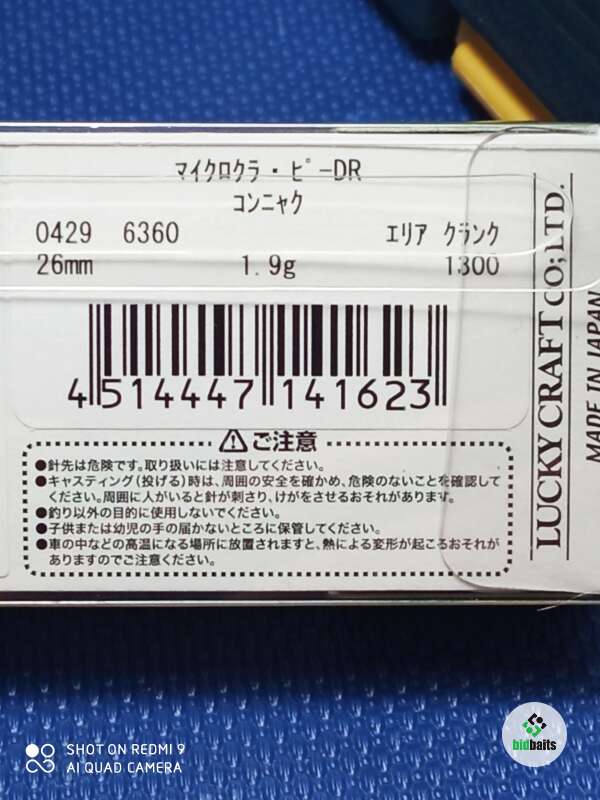 マイクロクラ・ピーDR
コンニャク
0429 6360 エリア クランク
26mm 1.9g 1300
4 514447 141623
ご注意
●針先は危険です。取り扱いには注意してください。
●キャスティング(投げる)時は、周囲の安全を確かめ、危険のないことを確認して
ください。周囲に人がいると針が刺さり、けがをさせるおそれがあります。
●釣り以外の目的に使用しないでください。
●子供または幼児の手の届かないところに保管してください。
●車の中などの高温になる場所に放置されますと、熱による変形が起こるおそれが
ありますのでご注意ください。
LUCKY CRAFT CO;LTD.
MADE IN JAPAN
SHOT ON REDMI 9
AI QUAD CAMERA
bidbaits